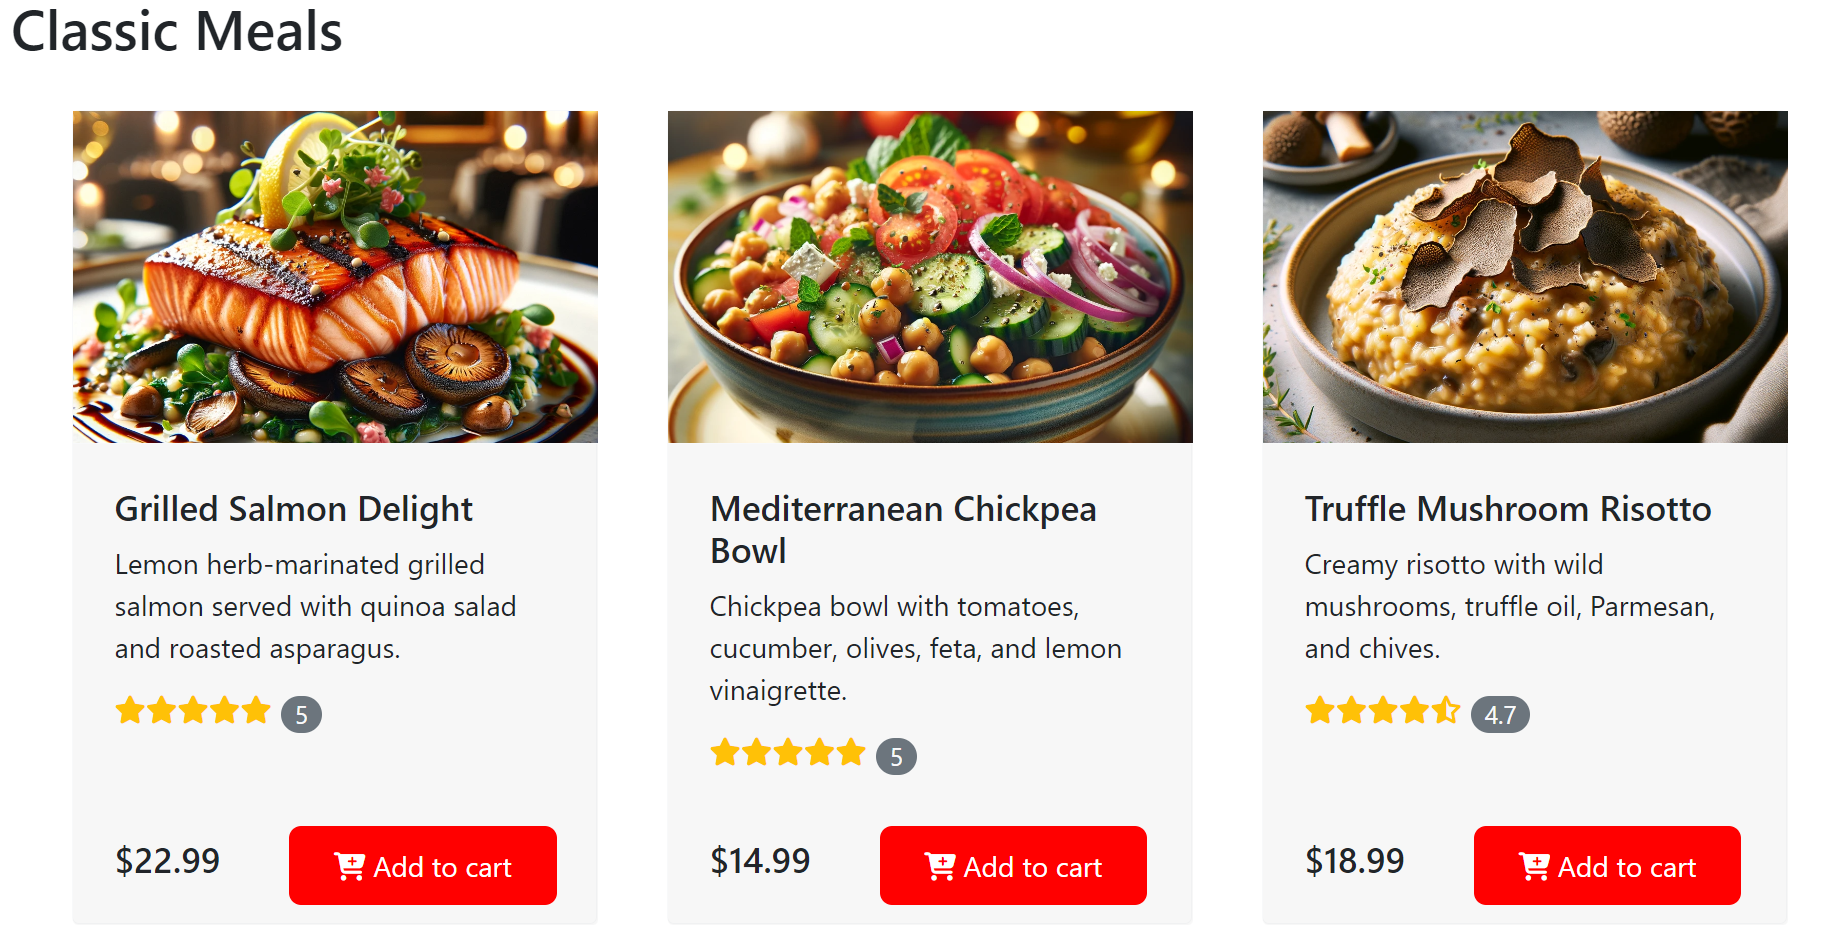 Classic Meals
Grilled Salmon Delight
Lemon herb-marinated grilled
salmon served with quinoa salad
and roasted asparagus.
5
$22.99
Add to cart
Mediterranean Chickpea
Bowl
Chickpea bowl with tomatoes,
cucumber, olives, feta, and lemon
vinaigrette.
5
$14.99
Add to cart
Truffle Mushroom Risotto
Creamy risotto with wild
mushrooms, truffle oil, Parmesan,
and chives.
4.7
$18.99
Add to cart